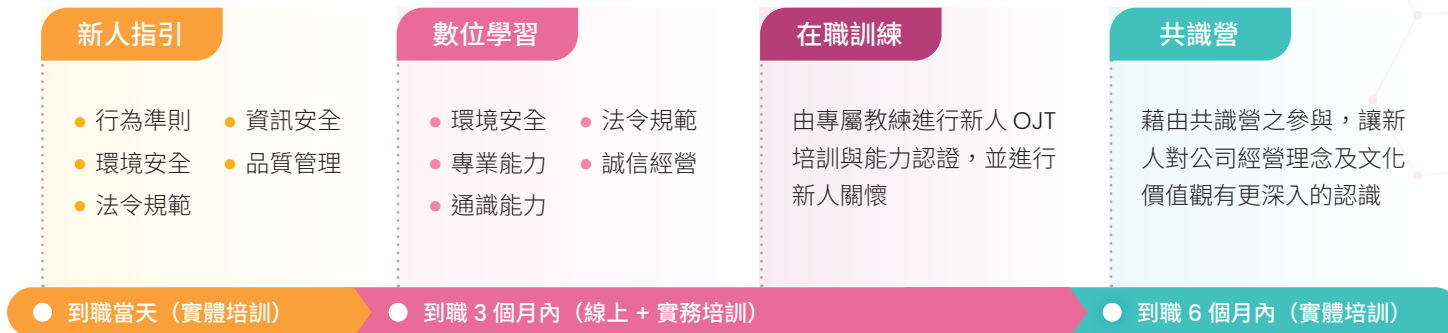 新人指引
行為準則
環境安全
法令規範
資訊安全
品質管理
數位學習
環境安全
專業能力
通識能力
法令規範
誠信經營
在職訓練
由專屬教練進行新人 OJT
培訓與能力認證，並進行
新人關懷
共識營
藉由共識營之參與，讓新
人對公司經營理念及文化
價值觀有更深入的認識
到職當天（實體培訓）
到職 3 個月內（線上 + 實務培訓）
到職 6 個月內（實體培訓）